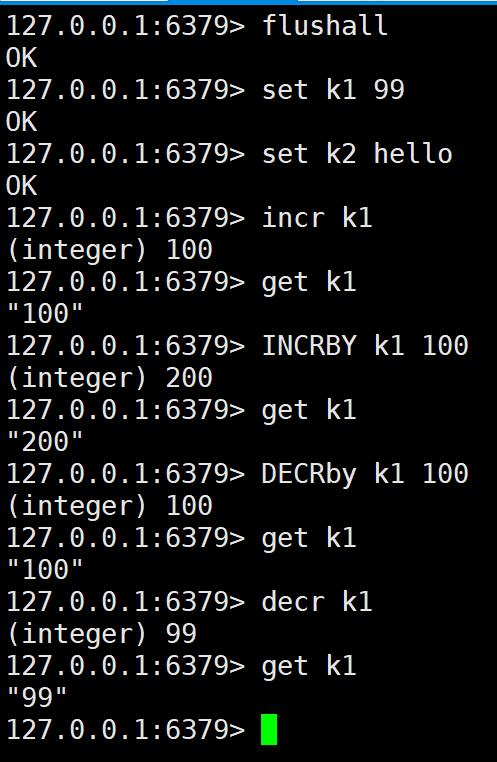 127.0.0.1:6379> flushall
OK
127.0.0.1:6379> set k1 99
OK
127.0.0.1:6379> set k2 hello
OK
127.0.0.1:6379> incr k1
(integer) 100
127.0.0.1:6379> get k1
"100"
127.0.0.1:6379> INCRBY k1 100
(integer) 200
127.0.0.1:6379> get k1
"200"
127.0.0.1:6379> DECRby k1 100
(integer) 100
127.0.0.1:6379> get k1
"100"
127.0.0.1:6379> decr k1
(integer) 99
127.0.0.1:6379> get k1
"99"
127.0.0.1:6379>